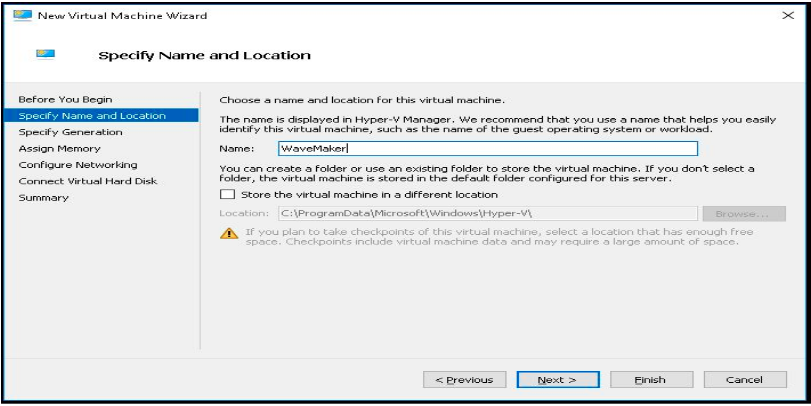 New Virtual Machine Wizard
Specify Name and Location
Before You Begin
Specify Name and Location
Specify Generation
Assign Memory
Configure Networking
Connect Virtual Hard Disk
Summary
Choose a name and location for this virtual machine.
The name is displayed in Hyper-V Manager. We recommend that you use a name that helps you easily
identify this virtual machine, such as the name of the guest operating system or workload.
Name: WaveMaker
You can create a folder or use an existing folder to store the virtual machine. If you don't select a
folder, the virtual machine is stored in the default folder configured for this server.
Store the virtual machine in a different location
Location: C:\ProgramData\Microsoft\Windows\Hyper-V\ Browse...
If you plan to take checkpoints of this virtual machine, select a location that has enough free
space. Checkpoints include virtual machine data and may require a large amount of space.
< Previous Next > Finish Cancel